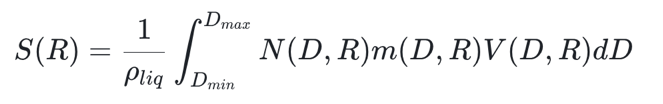 S(R) = \frac{1}{\rho_{liq}} \int_{D_{min}}^{D_{max}} N(D, R)m(D, R)V(D, R)dD